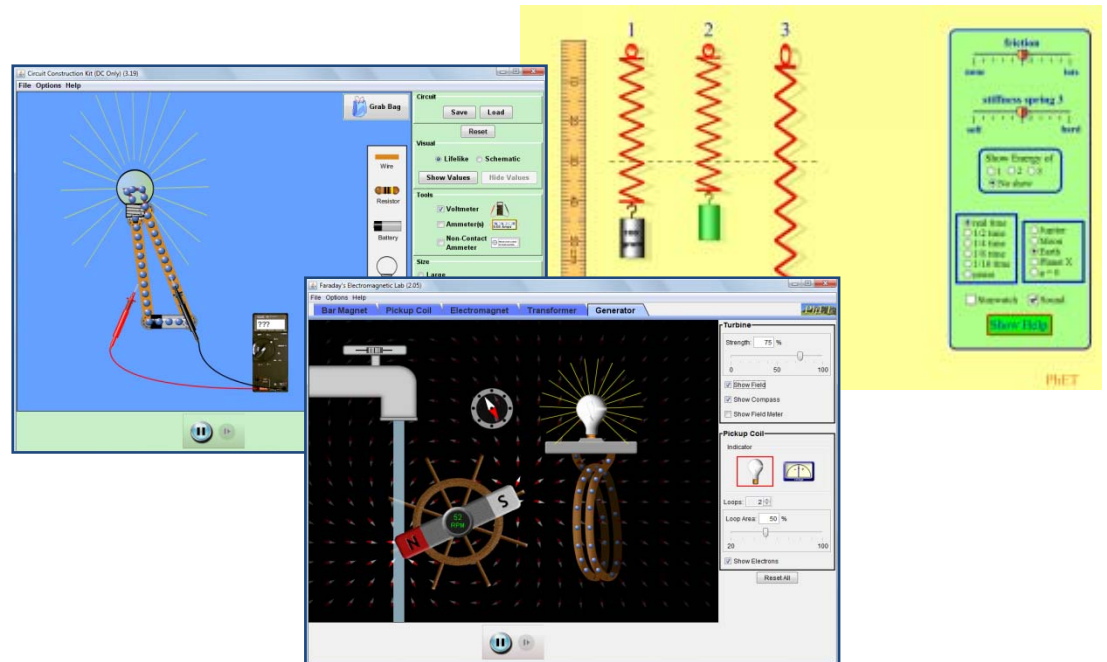 Circuit Construction Kit (DC Only) (3.19)
File Options Help
Grab Bag
Wire
Resistor
Battery
Circuit
Save Load
Reset
Visual
Lifelike Schematic
Show Values Hide Values
Tools
Voltmeter
Ammeter(s)
Non-Contact
Ammeter
Size
Large
???
1 2 3
friction
none lots
stiffness spring 3
soft hard
Show Energy of
1 2 3
No show
real time
1/2 time
1/4 time
1/8 time
1/16 time
Jupiter
Moon
Earth
Planet X
g = 0
Stopwatch Sound
Show Help
PhET
Faraday's Electromagnetic Lab (2.05)
File Options Help
Bar Magnet Pickup Coil Electromagnet Transformer Generator
N S
52
RPM
Turbine
Strength: 75 %
0 50 100
Show Field
Show Compass
Show Field Meter
Pickup Coil
Indicator
Loops: 2
Loop Area: 50 %
20 100
Show Electrons
Reset All